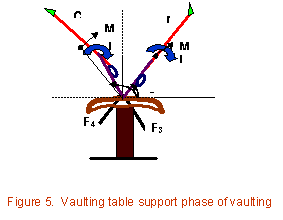 M
M
F4
F3
Figure 5. Vaulting table support phase of vaulting